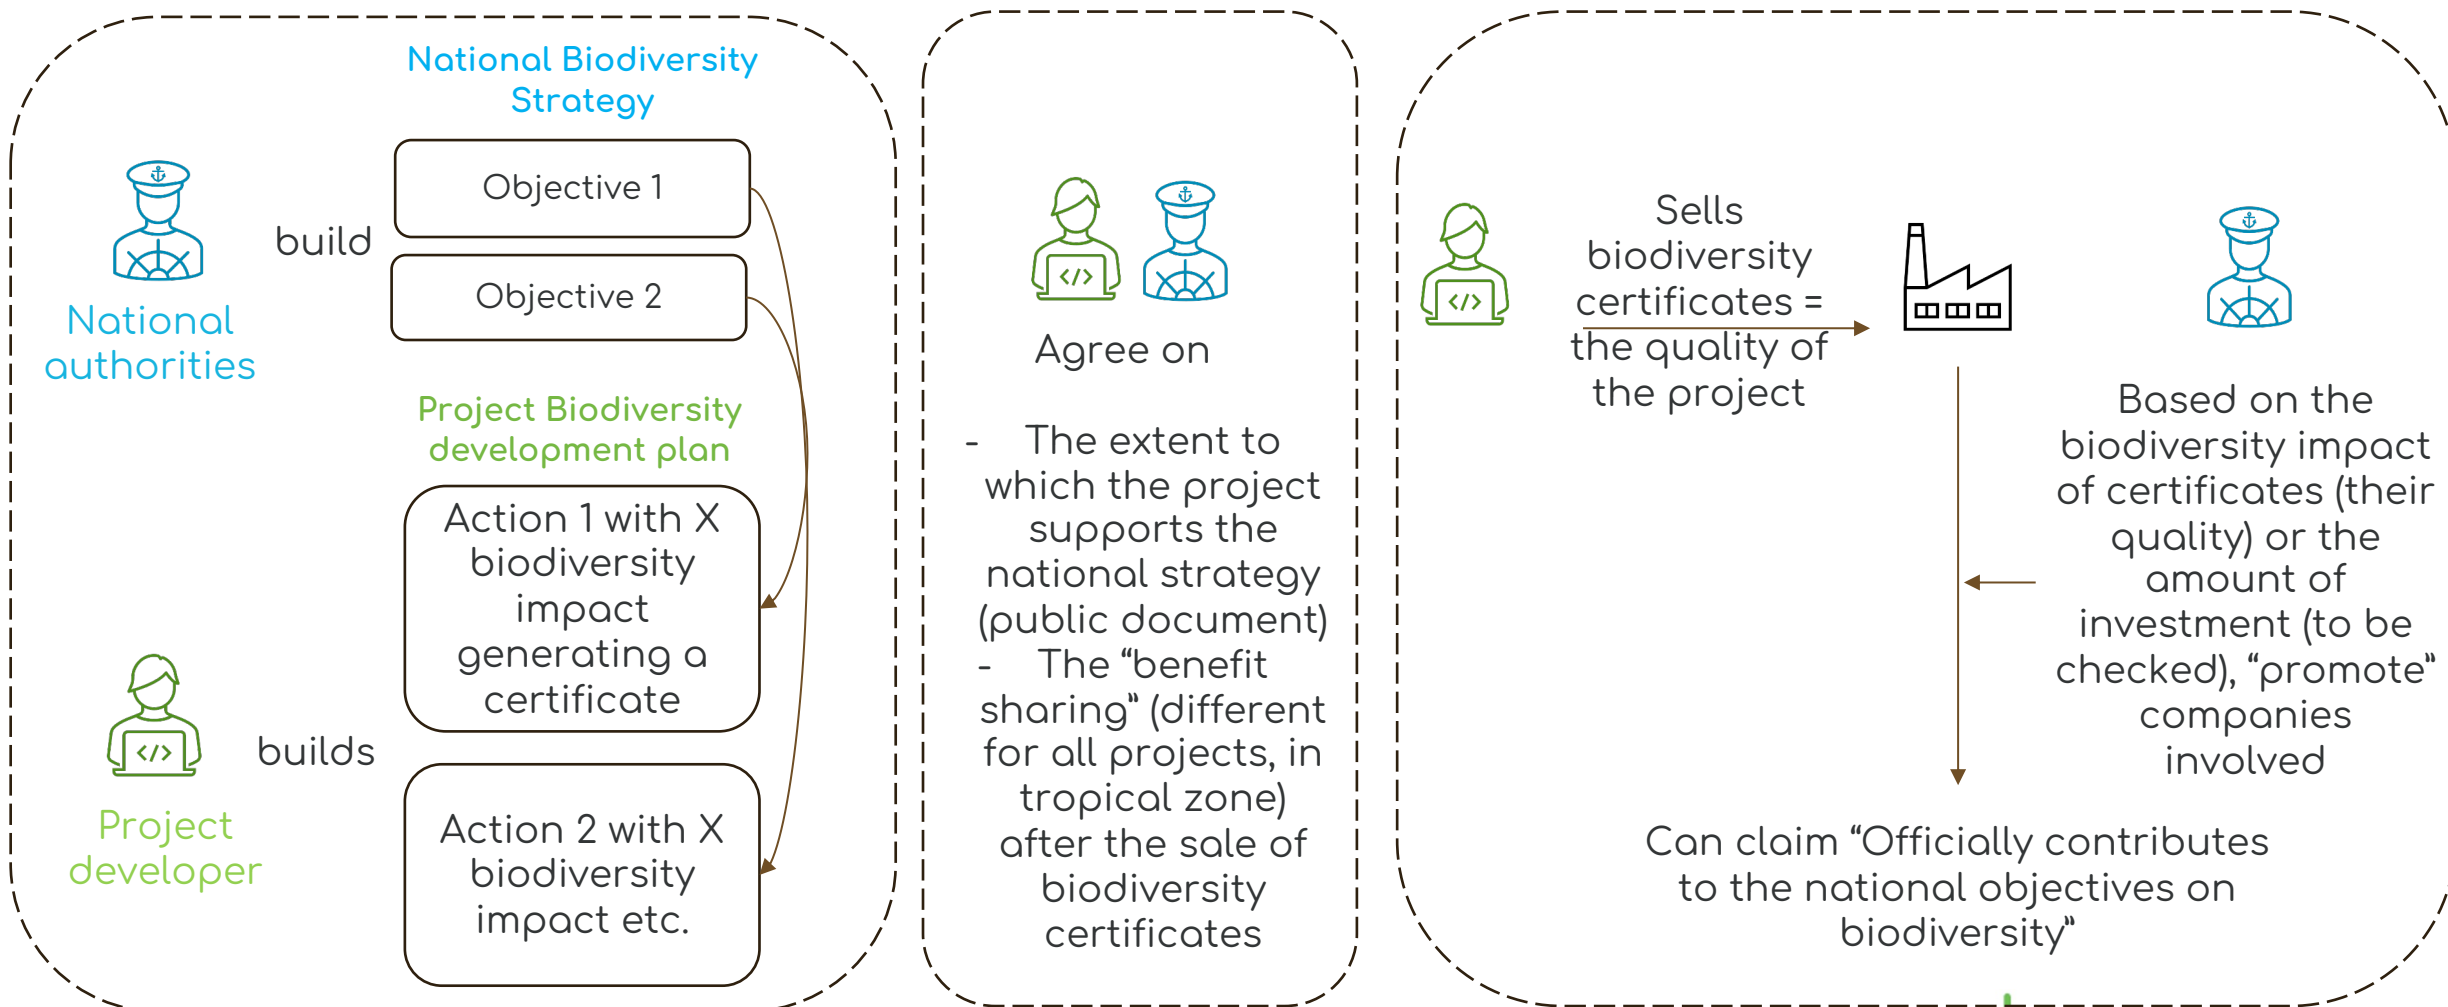 National Biodiversity
Strategy
Objective 1
build
Objective 2
National
authorities
Project Biodiversity
development plan
Action 1 with X
biodiversity
impact
generating a
certificate
</>
builds
Project
developer
Action 2 with X
biodiversity
impact etc.
</>
Agree on
- The extent to
which the project
supports the
national strategy
(public document)
- The “benefit
sharing” (different
for all projects, in
tropical zone)
after the sale of
biodiversity
certificates
</>
Sells
biodiversity
certificates =
the quality of
the project
Based on the
biodiversity impact
of certificates (their
quality) or the
amount of
investment (to be
checked), “promote”
companies
involved
Can claim “Officially contributes
to the national objectives on
biodiversity”